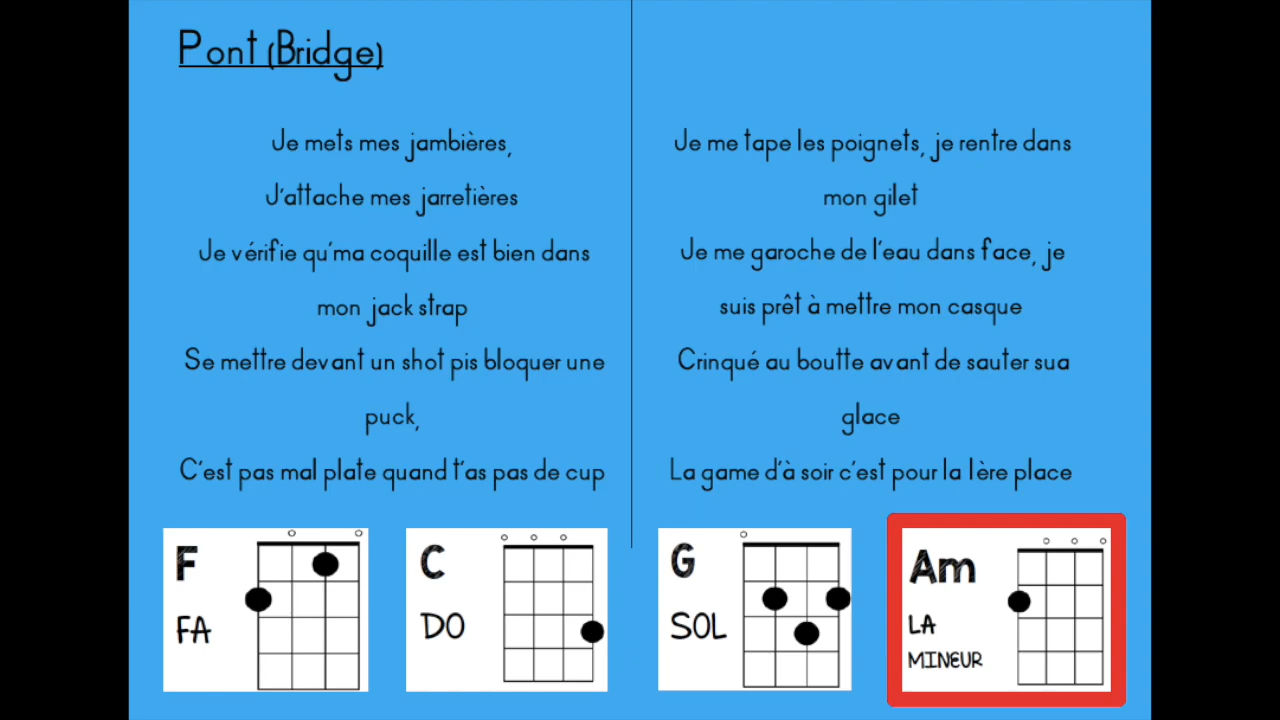 Pont (Bridge)
Je mets mes jambières,
J'attache mes jarretières
Je vérifie qu'ma coquille est bien dans
mon jack strap
Se mettre devant un shot pis bloquer une
puck,
C'est pas mal plate quand t'as pas de cup
Je me tape les poignets, je rentre dans
mon gilet
Je me garoche de l'eau dans face, je
suis prêt à mettre mon casque
Crinqué au boutte avant de sauter sua
glace
La game d'à soir c'est pour la 1ère place
F
FA
C
DO
G
SOL
Am
LA
MINEUR